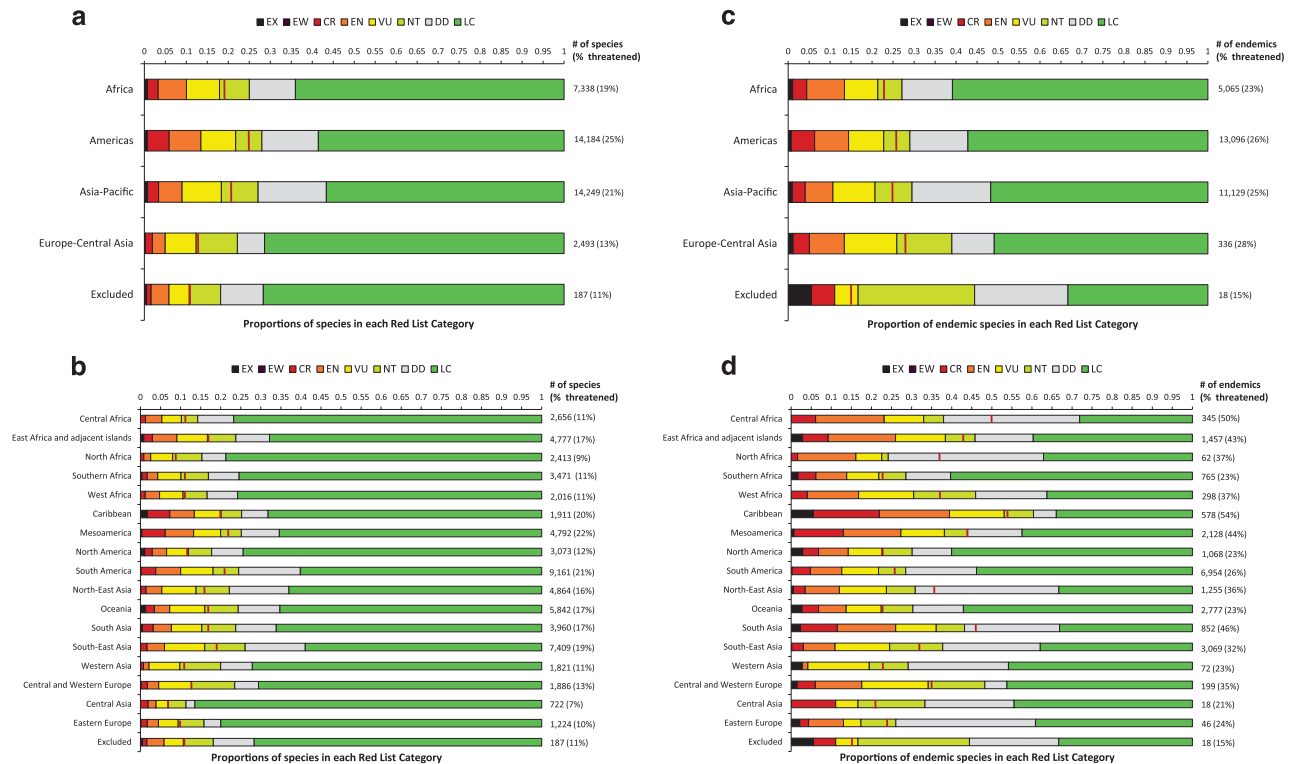 a
EX EW CR EN VU NT DD LC
# of species
(% threatened)
0 0.05 0.1 0.15 0.2 0.25 0.3 0.35 0.4 0.45 0.5 0.55 0.6 0.65 0.7 0.75 0.8 0.85 0.9 0.95 1
Africa 7,338 (19%)
Americas 14,184 (25%)
Asia-Pacific 14,249 (21%)
Europe-Central Asia 2,493 (13%)
Excluded 187 (11%)
Proportions of species in each Red List Category
c
EX EW CR EN VU NT DD LC
# of endemics
(% threatened)
0 0.05 0.1 0.15 0.2 0.25 0.3 0.35 0.4 0.45 0.5 0.55 0.6 0.65 0.7 0.75 0.8 0.85 0.9 0.95 1
Africa 5,065 (23%)
Americas 13,096 (26%)
Asia-Pacific 11,129 (25%)
Europe-Central Asia 336 (28%)
Excluded 18 (15%)
Proportion of endemic species in each Red List Category
b
EX EW CR EN VU NT DD LC
# of species
(% threatened)
0 0.05 0.1 0.15 0.2 0.25 0.3 0.35 0.4 0.45 0.5 0.55 0.6 0.65 0.7 0.75 0.8 0.85 0.9 0.95 1
Central Africa 2,656 (11%)
East Africa and adjacent islands 4,777 (17%)
North Africa 2,413 (9%)
Southern Africa 3,471 (11%)
West Africa 2,016 (11%)
Caribbean 1,911 (20%)
Mesoamerica 4,792 (22%)
North America 3,073 (12%)
South America 9,161 (21%)
North-East Asia 4,864 (16%)
Oceania 5,842 (17%)
South Asia 3,960 (17%)
South-East Asia 7,409 (19%)
Western Asia 1,821 (11%)
Central and Western Europe 1,886 (13%)
Central Asia 722 (7%)
Eastern Europe 1,224 (10%)
Excluded 187 (11%)
Proportions of species in each Red List Category
d
EX EW CR EN VU NT DD LC
# of endemics
(% threatened)
0 0.05 0.1 0.15 0.2 0.25 0.3 0.35 0.4 0.45 0.5 0.55 0.6 0.65 0.7 0.75 0.8 0.85 0.9 0.95 1
Central Africa 345 (50%)
East Africa and adjacent islands 1,457 (43%)
North Africa 62 (37%)
Southern Africa 765 (23%)
West Africa 298 (37%)
Caribbean 578 (54%)
Mesoamerica 2,128 (44%)
North America 1,068 (23%)
South America 6,954 (26%)
North-East Asia 1,255 (36%)
Oceania 2,777 (23%)
South Asia 852 (46%)
South-East Asia 3,069 (32%)
Western Asia 72 (23%)
Central and Western Europe 199 (35%)
Central Asia 18 (21%)
Eastern Europe 46 (24%)
Excluded 18 (15%)
Proportions of endemic species in each Red List Category